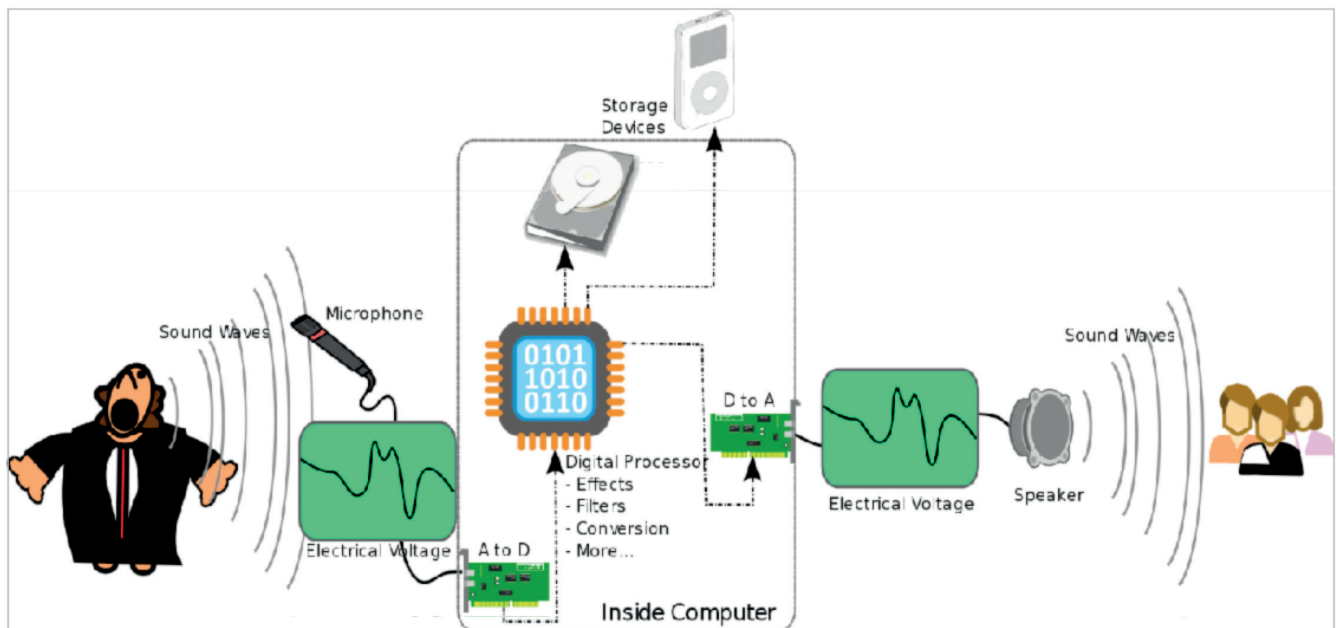 Storage
Devices
Microphone
Sound Waves
0101
1010
0110
Sound Waves
D to A
Digital Processor
- Effects
- Filters
- Conversion
- More...
Electrical Voltage
Speaker
Electrical Voltage
A to D
Inside Computer